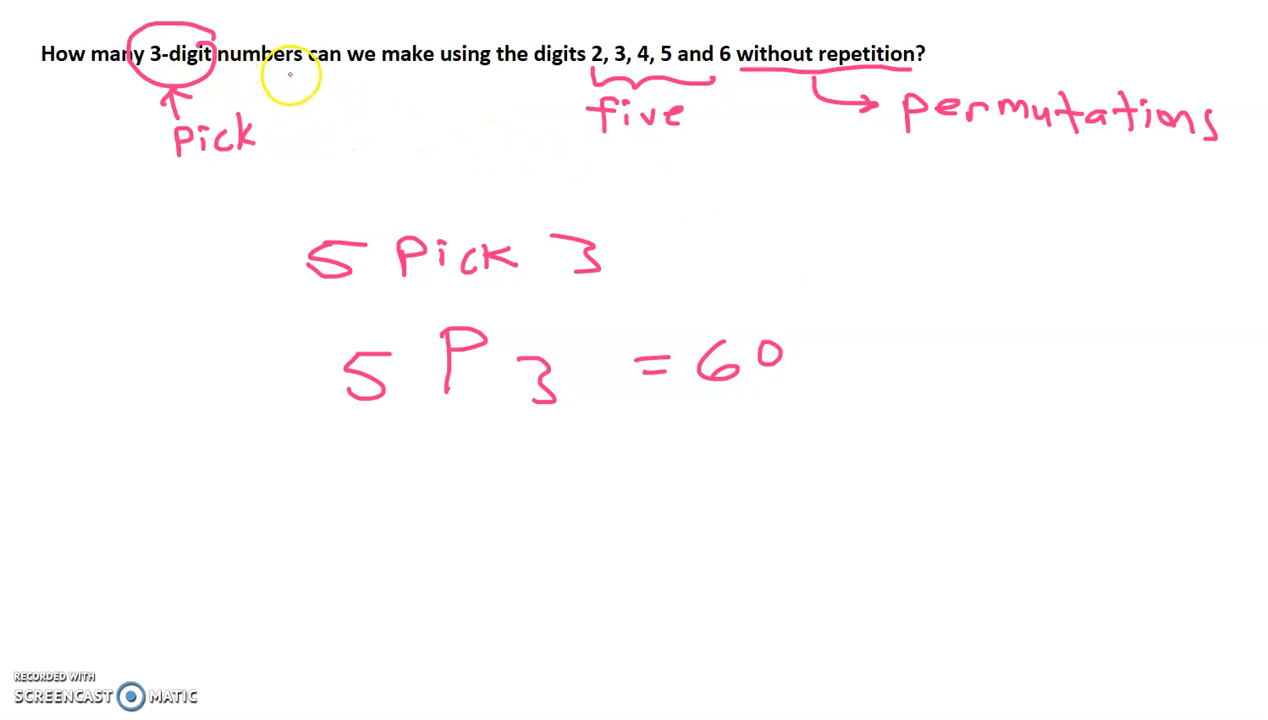 How many 3-digit numbers can we make using the digits 2, 3, 4, 5 and 6 without repetition?
five
permutations
Pick
5 Pick 3
5 P 3 = 60
RECORDED WITH
SCREENCAST MATIC